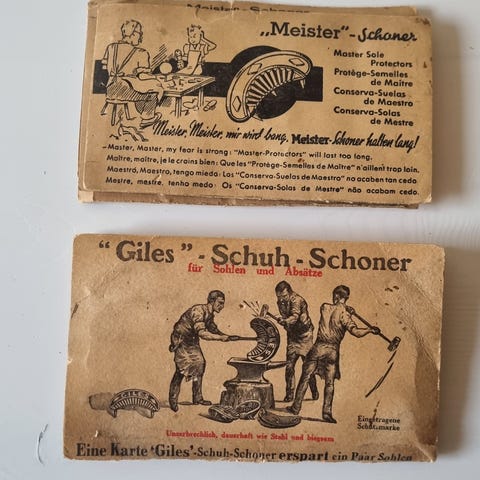 Meister-Schoner
„Meister"-Schoner
Master Sole
Protectors
Protège-Semelles
de Maître
Conserva-Suelas
de Maestro
Conserva-Solas
de Mestre
Meister, Meister, mir wird bang, Meister-Schoner halten lang!
Master, Master, my fear is strong: "Master-Protectors" will last too long.
Maître, maître, je le crains bien: Que les "Protège-Semelles de Maître" n'aillent trop loin.
Maestró, Maestro, tengo miedo: Los "Conserva-Suelas de Maestro" no acaban tan cedo.
Mestre, mestre, tenho medo: Os "Conserva-Solas de Mestre" não acabam cedo.
"Giles"-Schuh-Schoner
für Sohlen und Absätze
GILES
Eingetragene
Schutzmarke
Unzerbrechlich, dauerhaft wie Stahl und biegsam
Eine Karte 'Giles'-Schuh-Schoner erspart ein Paar Sohlen